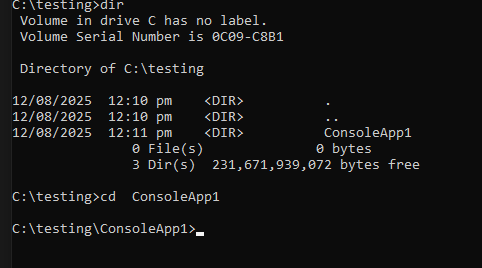 C:\testing>dir
 Volume in drive C has no label.
 Volume Serial Number is 0C09-C8B1

 Directory of C:\testing

12/08/2025  12:10 pm    <DIR>          .
12/08/2025  12:10 pm    <DIR>          ..
12/08/2025  12:11 pm    <DIR>          ConsoleApp1
               0 File(s)              0 bytes
               3 Dir(s)  231,671,939,072 bytes free

C:\testing>cd  ConsoleApp1

C:\testing\ConsoleApp1>